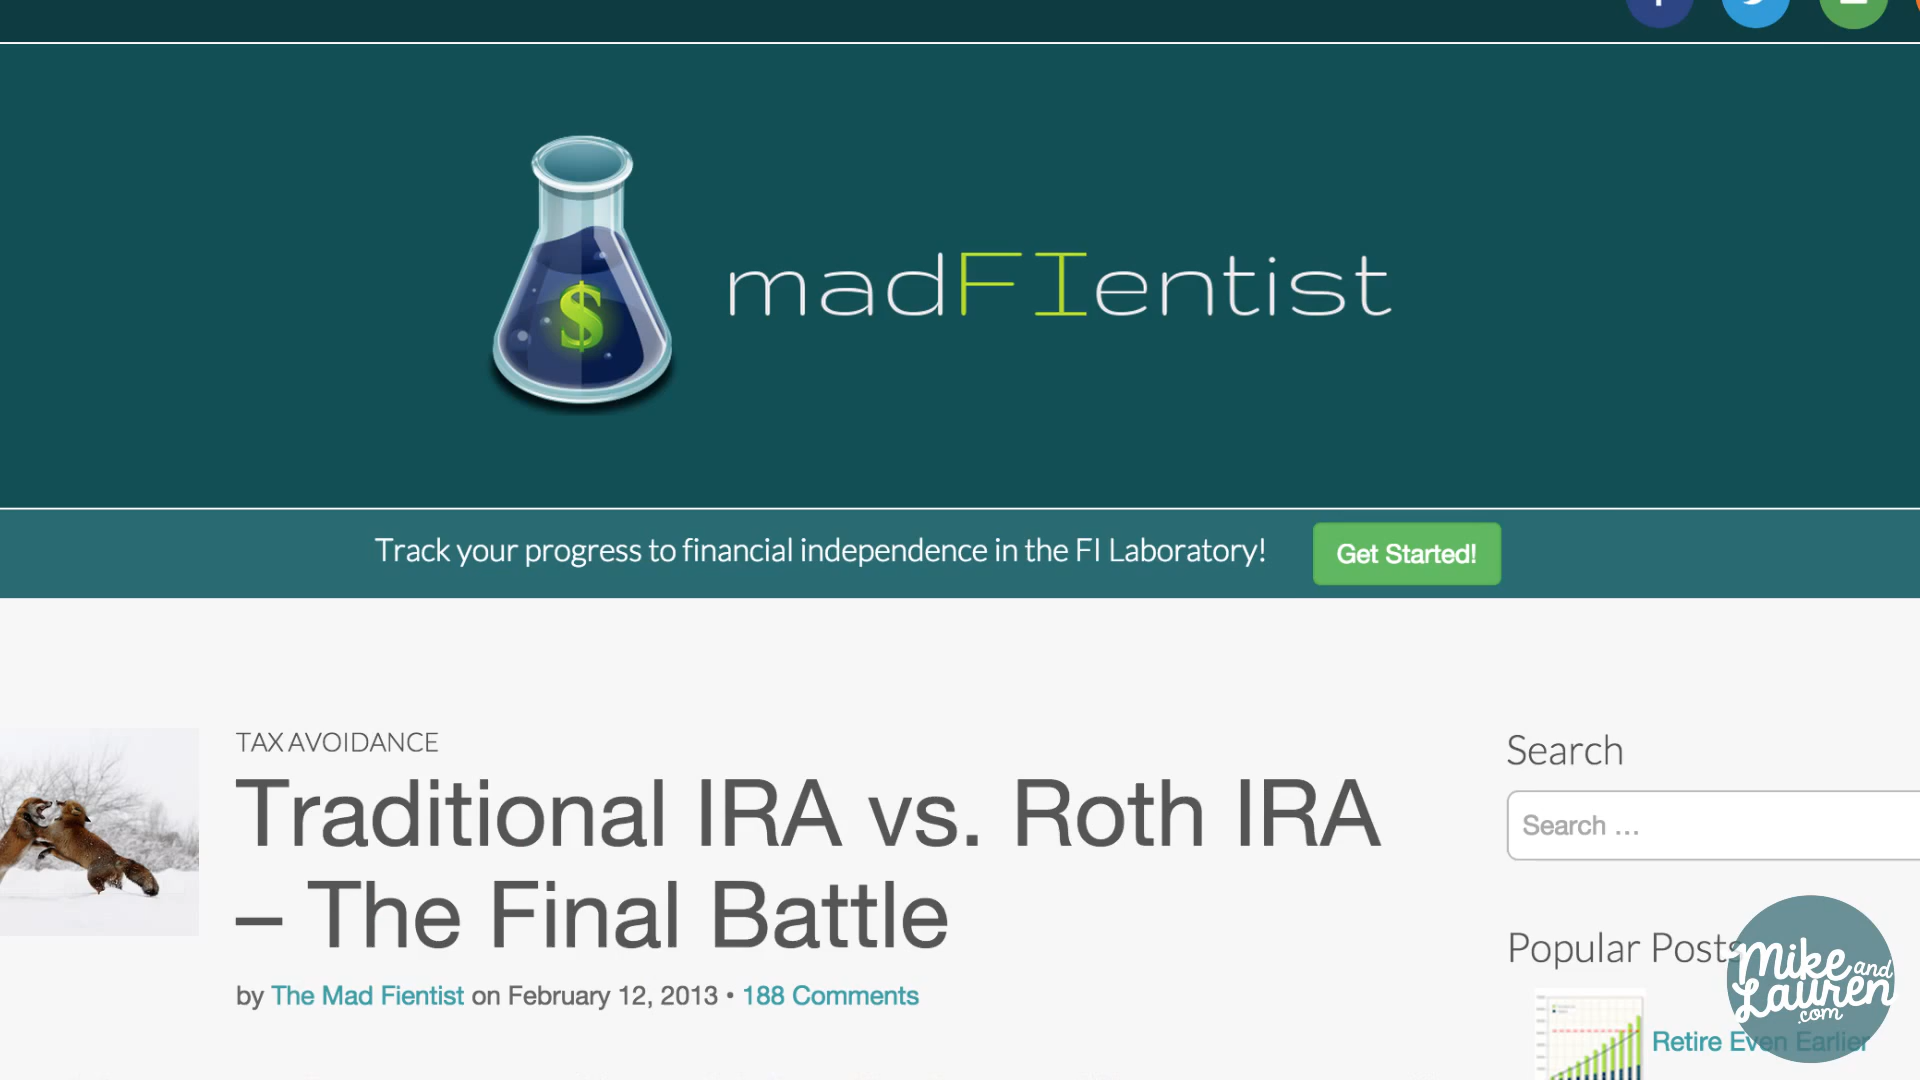 $
madFIentist
Track your progress to financial independence in the FI Laboratory!
Get Started!
TAX AVOIDANCE
Traditional IRA vs. Roth IRA
– The Final Battle
by The Mad Fientist on February 12, 2013 • 188 Comments
Search
Search ...
Popular Posts
Retire Even Earlier
Mike and
Lauren
.com